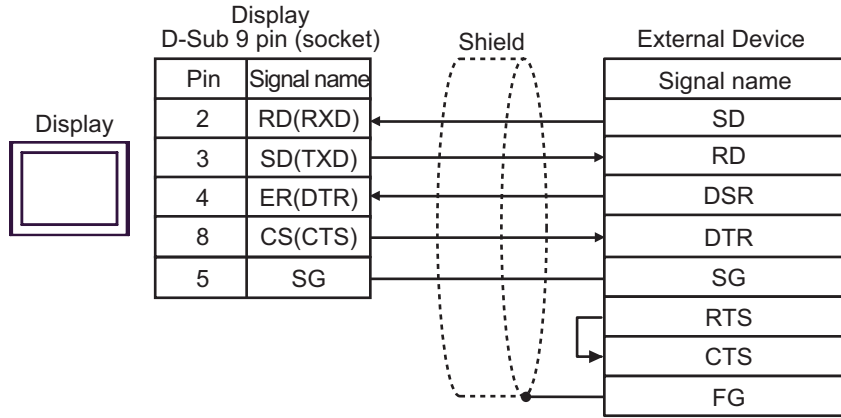 Display
D-Sub 9 pin (socket)
Shield
External Device
Pin Signal name
Signal name
Display
2 RD(RXD)
SD
3 SD(TXD)
RD
4 ER(DTR)
DSR
8 CS(CTS)
DTR
5 SG
SG
RTS
CTS
FG